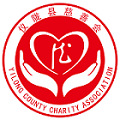 仪陇县慈善会
YILONG COUNTY CHARITY ASSOCIATION